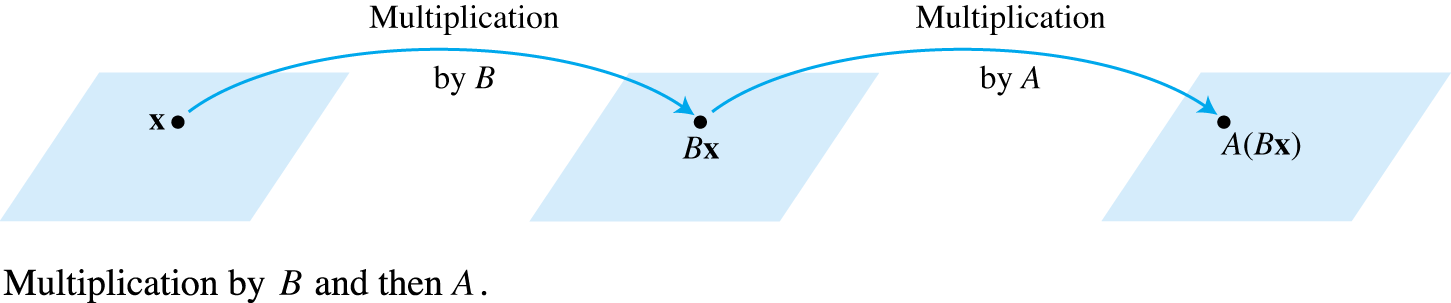 Multiplication
by B
Multiplication
by A
x
Bx
A(Bx)
Multiplication by B and then A.